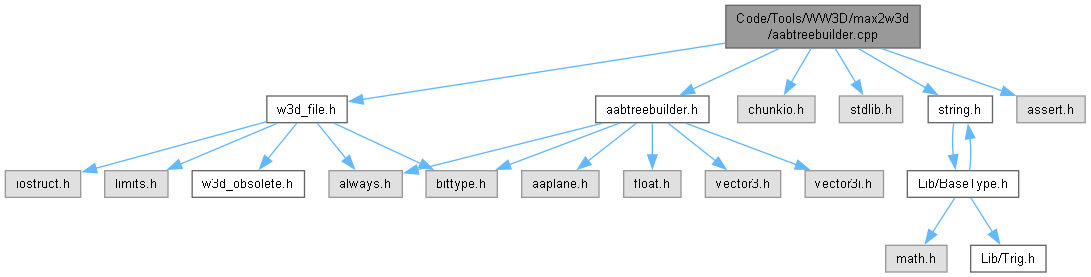 Code/Tools/WW3D/max2w3d
/aabtreebuilder.cpp
w3d_file.h
aabtreebuilder.h
chunkio.h
stdlib.h
string.h
assert.h
iostruct.h
limits.h
w3d_obsolete.h
always.h
bittype.h
aaplane.h
float.h
vector3.h
vector3i.h
Lib/BaseType.h
math.h
Lib/Trig.h